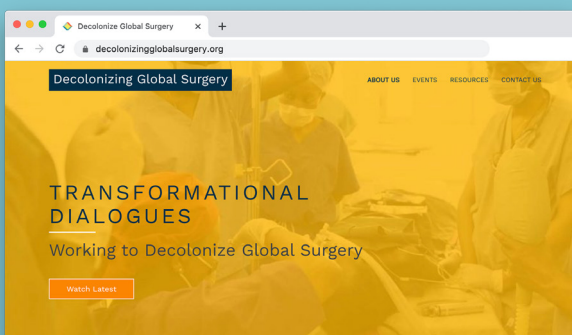 Decolonize Global Surgery
decolonizingglobalsurgery.org
Decolonizing Global Surgery
ABOUT US EVENTS RESOURCES CONTACT US
TRANSFORMATIONAL
DIALOGUES
Working to Decolonize Global Surgery
Watch Latest